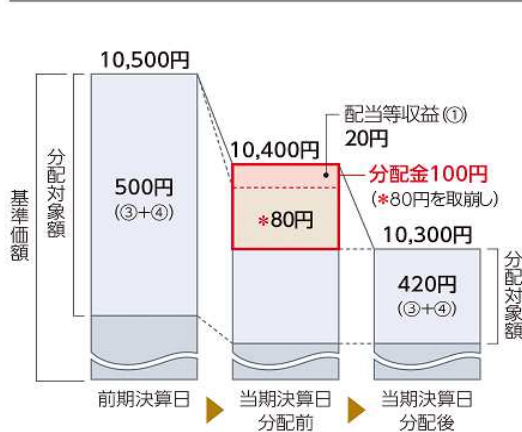 10,500円
配当等収益(①)
20円
10,400円
分配金100円
(*80円を取崩し)
500円
(③+④)
*80円
10,300円
420円
(③+④)
基準価額
分配対象額
分配対象額
前期決算日
当期決算日
分配前
当期決算日
分配後